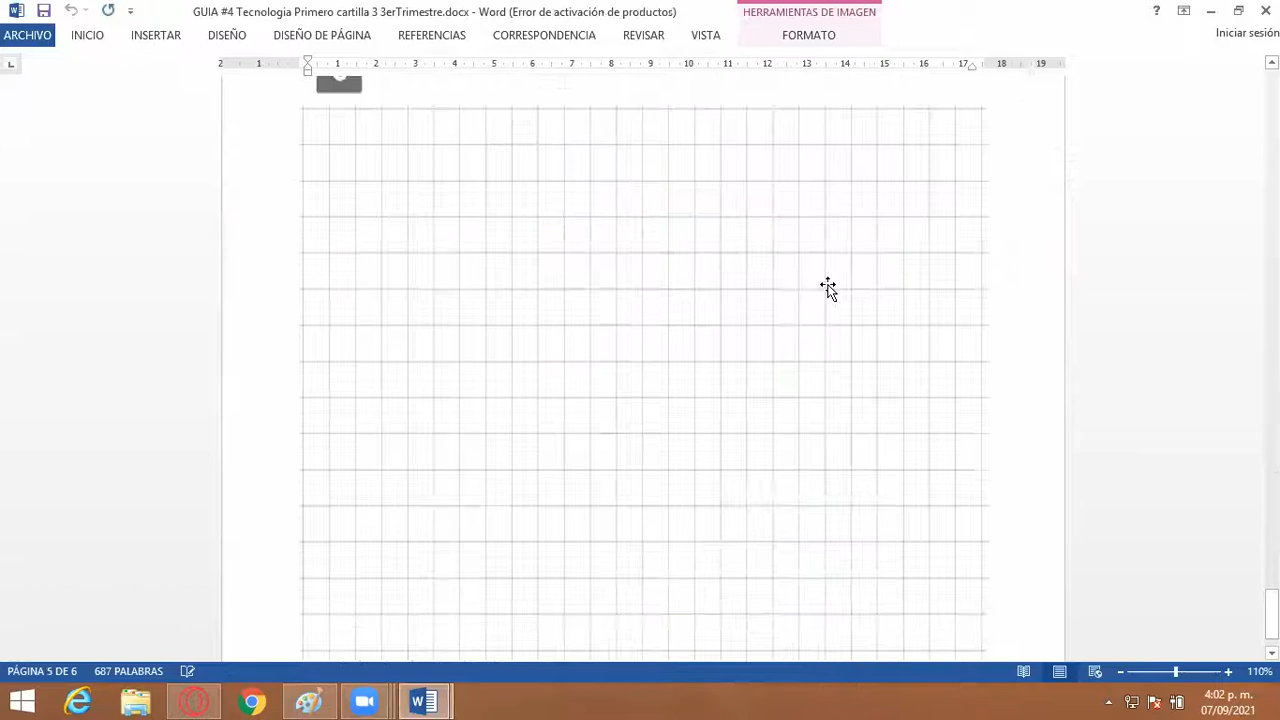 GUIA #4 Tecnologia Primero cartilla 3 3erTrimestre.docx - Word (Error de activación de productos)
HERRAMIENTAS DE IMAGEN
?
ARCHIVO INICIO INSERTAR DISEÑO DISEÑO DE PÁGINA REFERENCIAS CORRESPONDENCIA REVISAR VISTA FORMATO
Iniciar sesión
2 1 1 2 3 4 5 6 7 8 9 10 11 12 13 14 15 16 17 18 19
PÁGINA 5 DE 6 687 PALABRAS 110%
4:02 p. m.
07/09/2021